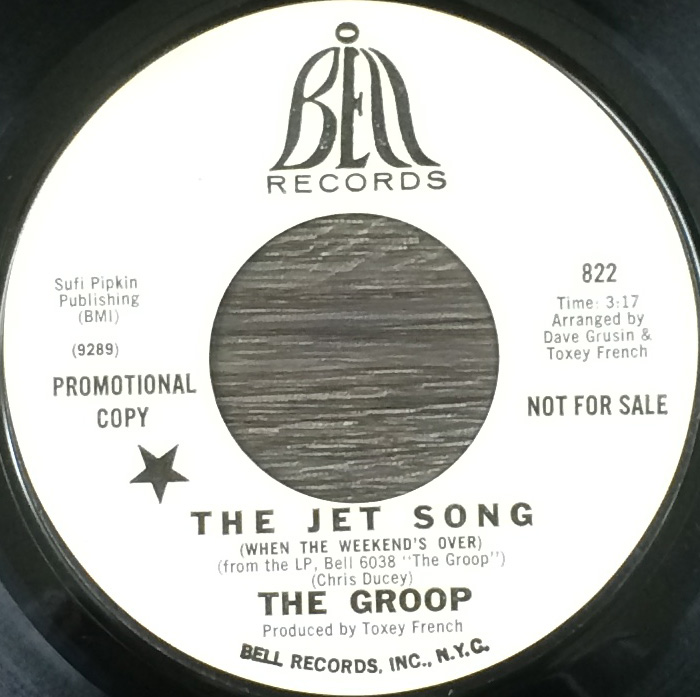 BELL
RECORDS
Sufi Pipkin
Publishing
(BMI)
(9289)
PROMOTIONAL
COPY
822
Time: 3:17
Arranged by
Dave Grusin &
Toxey French
NOT FOR SALE
THE JET SONG
(WHEN THE WEEKEND'S OVER)
(from the LP, Bell 6038 "The Groop")
(Chris Ducey)
THE GROOP
Produced by Toxey French
BELL RECORDS, INC., N.Y.C.